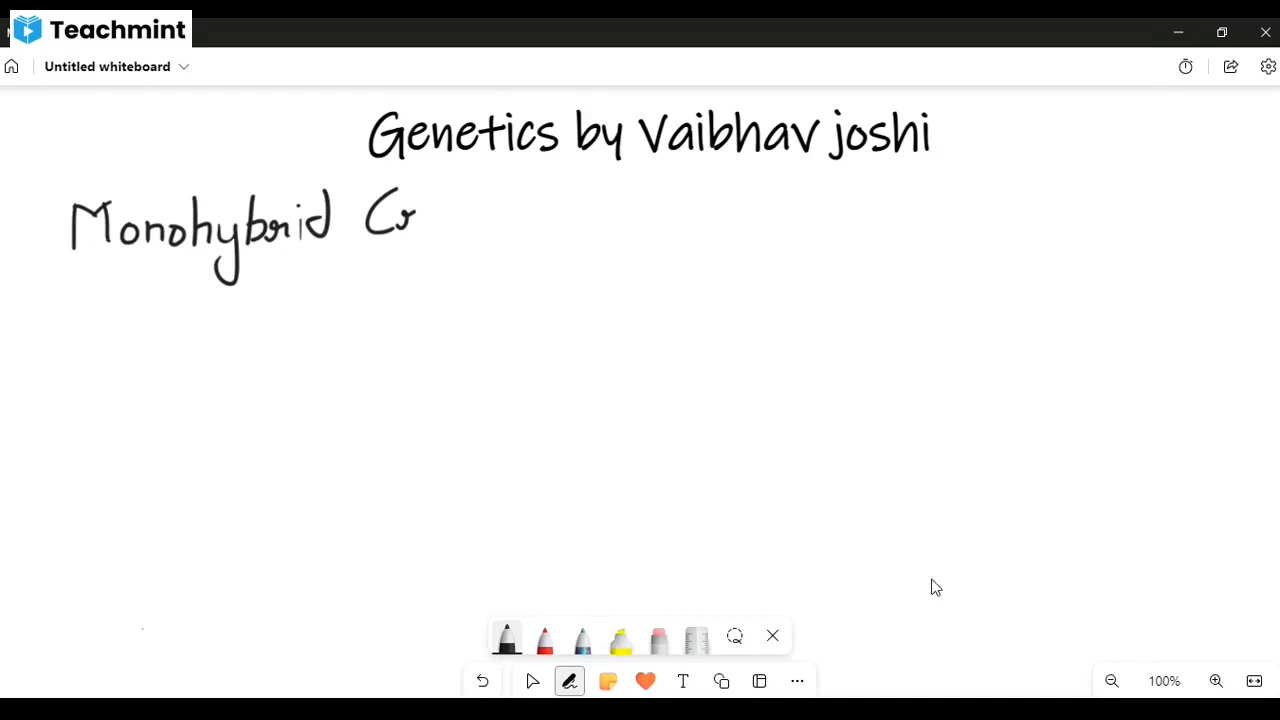 Teachmint
Untitled whiteboard
Genetics by Vaibhav joshi
Monohybrid Cr
100%